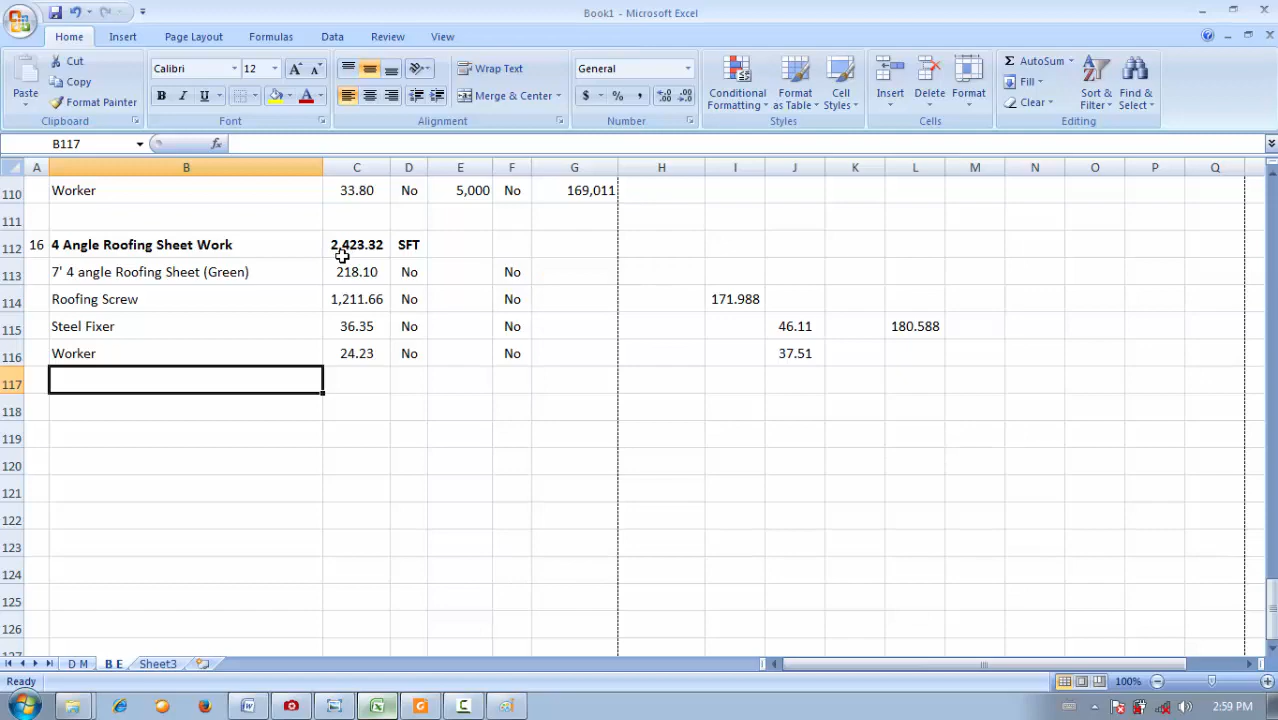 Book1 - Microsoft Excel
Home Insert Page Layout Formulas Data Review View
Paste Cut Copy Format Painter
Calibri 12 A A
B I U A
Wrap Text
Merge & Center
General
$ % ,
Conditional Formatting Format as Table Cell Styles
Insert Delete Format
Σ AutoSum Fill Clear
Sort & Filter Find & Select
Clipboard Font Alignment Number Styles Cells Editing
B117 fx
A B C D E F G H I J K L M N O P Q
110 Worker 33.80 No 5,000 No 169,011
111
112 16 4 Angle Roofing Sheet Work 2,423.32 SFT
113 7' 4 angle Roofing Sheet (Green) 218.10 No No
114 Roofing Screw 1,211.66 No No 171.988
115 Steel Fixer 36.35 No No 46.11 180.588
116 Worker 24.23 No No 37.51
117
118
119
120
121
122
123
124
125
126
127
D M B E Sheet3
Ready 100%
2:59 PM